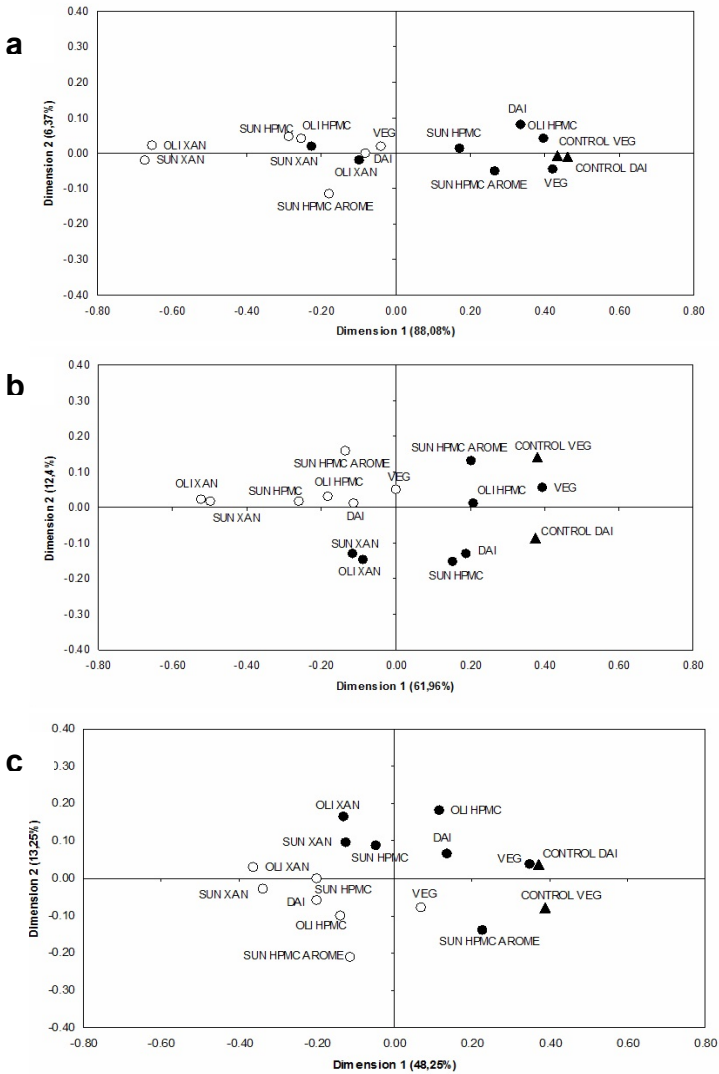 a
0.40
0.30
0.20
0.10
0.00
-0.10
-0.20
-0.30
-0.40
Dimension 2 (6,37%)
DAI
OLI HPMC
SUN HPMC
OLI HPMC
VEG
SUN HPMC
CONTROL VEG
OLI XAN
SUN XAN
SUN XAN
DAI
OLI XAN
CONTROL DAI
SUN HPMC AROME
VEG
SUN HPMC AROME
-0.80
-0.60
-0.40
-0.20
0.00
0.20
0.40
0.60
0.80
Dimension 1 (88,08%)
b
0.40
0.30
0.20
0.10
0.00
-0.10
-0.20
-0.30
-0.40
Dimension 2 (12,4%)
SUN HPMC AROME
CONTROL VEG
SUN HPMC AROME
VEG
OLI XAN
OLI HPMC
SUN HPMC
OLI HPMC
VEG
SUN XAN
DAI
CONTROL DAI
SUN XAN
DAI
OLI XAN
SUN HPMC
-0.80
-0.60
-0.40
-0.20
0.00
0.20
0.40
0.60
0.80
Dimension 1 (61,96%)
c
0.40
0.30
0.20
0.10
0.00
-0.10
-0.20
-0.30
-0.40
Dimension 2 (13,25%)
OLI XAN
OLI HPMC
SUN XAN
DAI
SUN HPMC
VEG
CONTROL DAI
OLI XAN
SUN XAN
SUN HPMC
DAI
VEG
CONTROL VEG
OLI HPMC
SUN HPMC AROME
SUN HPMC AROME
-0.80
-0.60
-0.40
-0.20
0.00
0.20
0.40
0.60
0.80
Dimension 1 (48,25%)